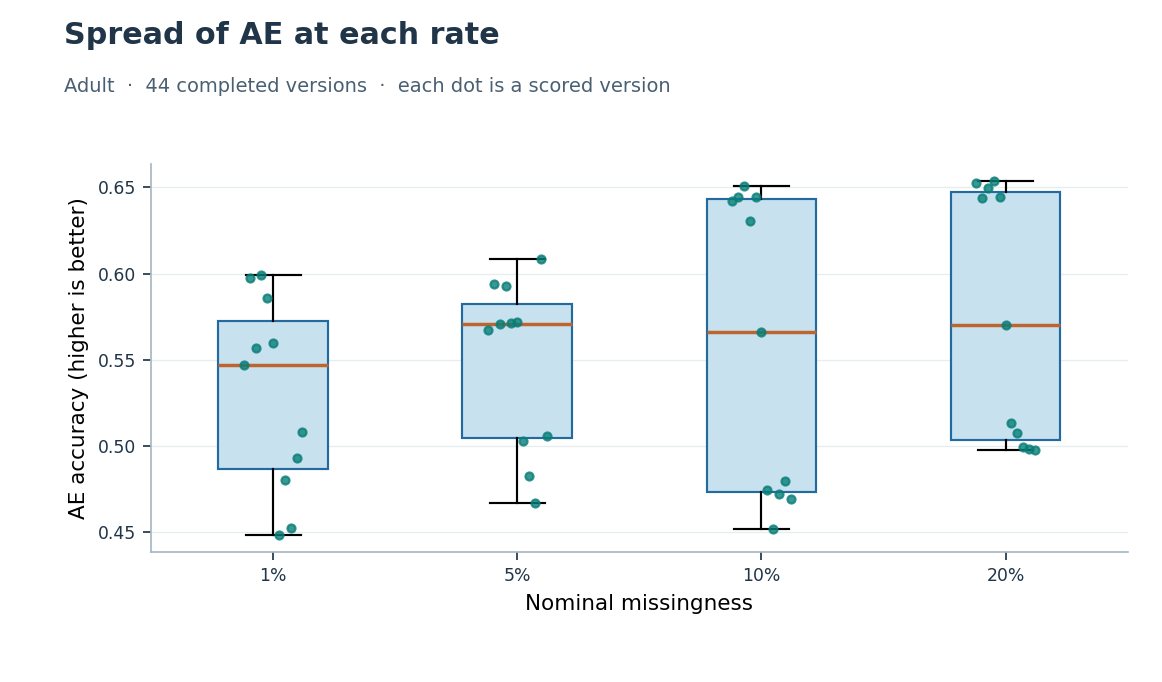 Spread of AE at each rate
Adult · 44 completed versions · each dot is a scored version
AE accuracy (higher is better)
0.65
0.60
0.55
0.50
0.45
1% 5% 10% 20%
Nominal missingness